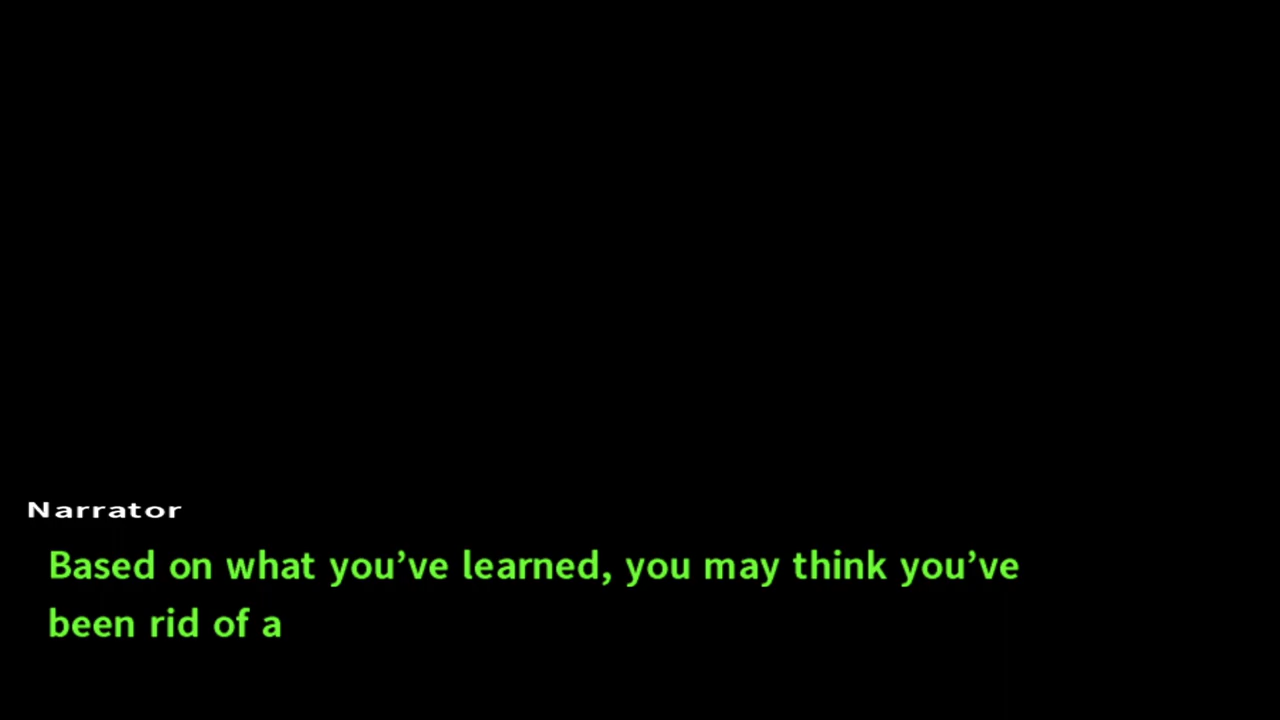 Narrator
Based on what you’ve learned, you may think you’ve
been rid of a